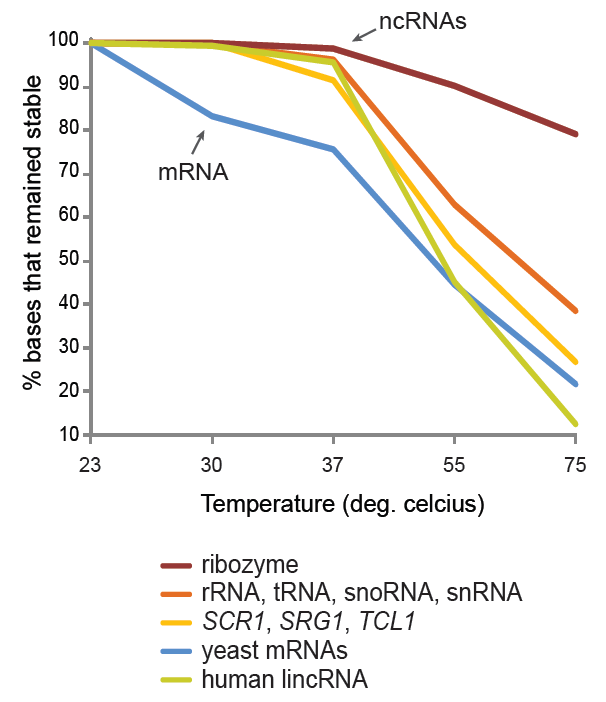 ncRNAs
100
90
80
mRNA
70
60
50
40
30
20
10
% bases that remained stable
23 30 37 55 75
Temperature (deg. celcius)
ribozyme
rRNA, tRNA, snoRNA, snRNA
SCR1, SRG1, TCL1
yeast mRNAs
human lincRNA